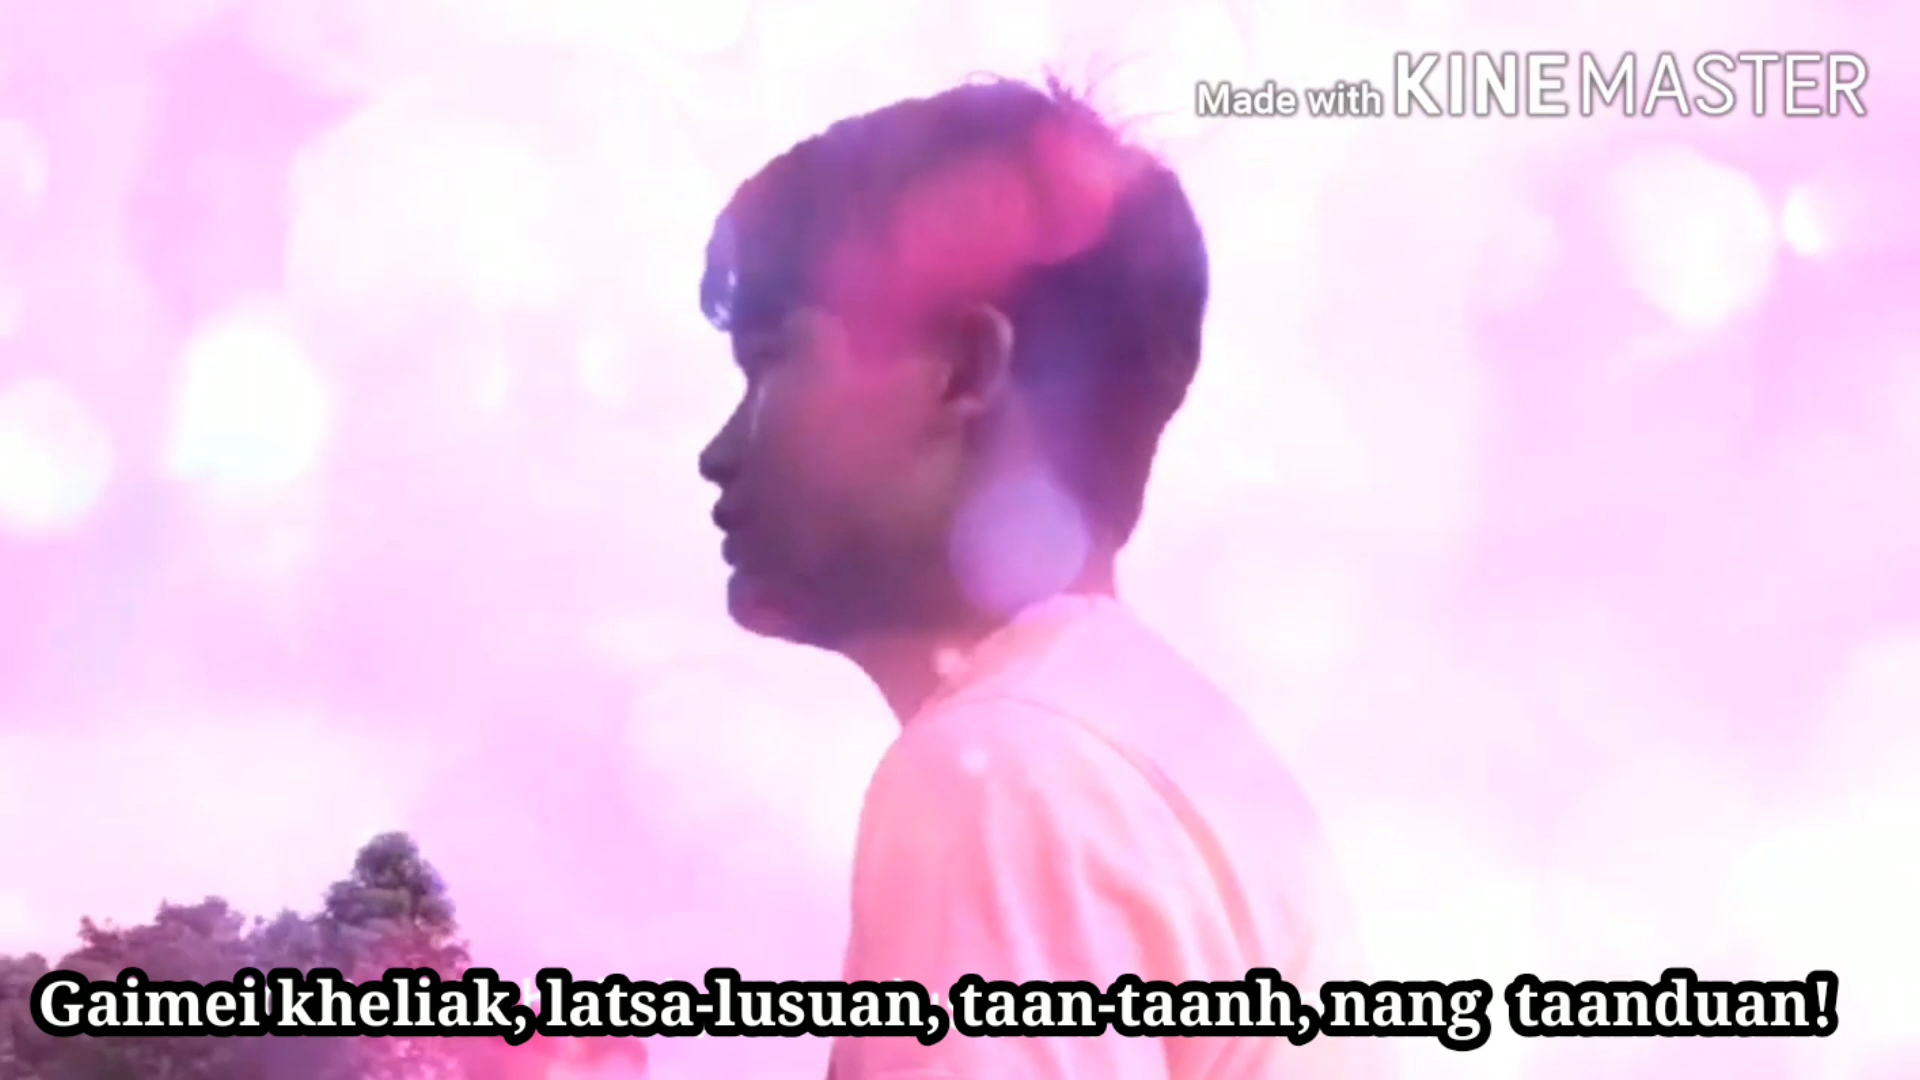 Made with KINEMASTER
Gaimei kheliak, latsa-lusuan, taan-taanh, nang taanduan!